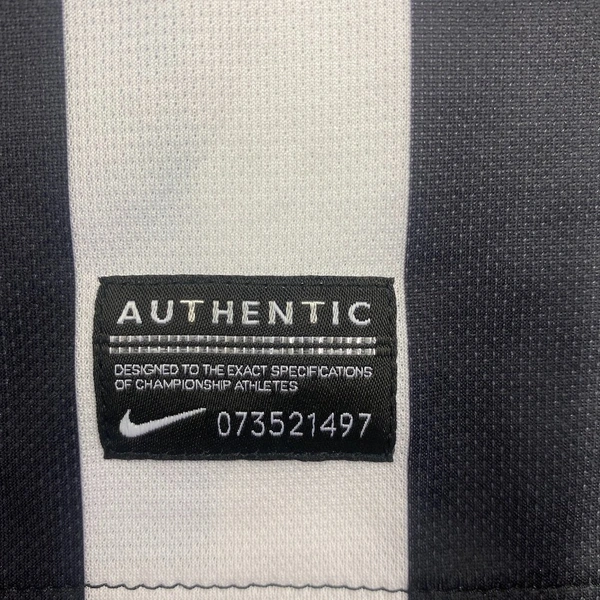 AUTHENTIC
DESIGNED TO THE EXACT SPECIFICATIONS
OF CHAMPIONSHIP ATHLETES
073521497